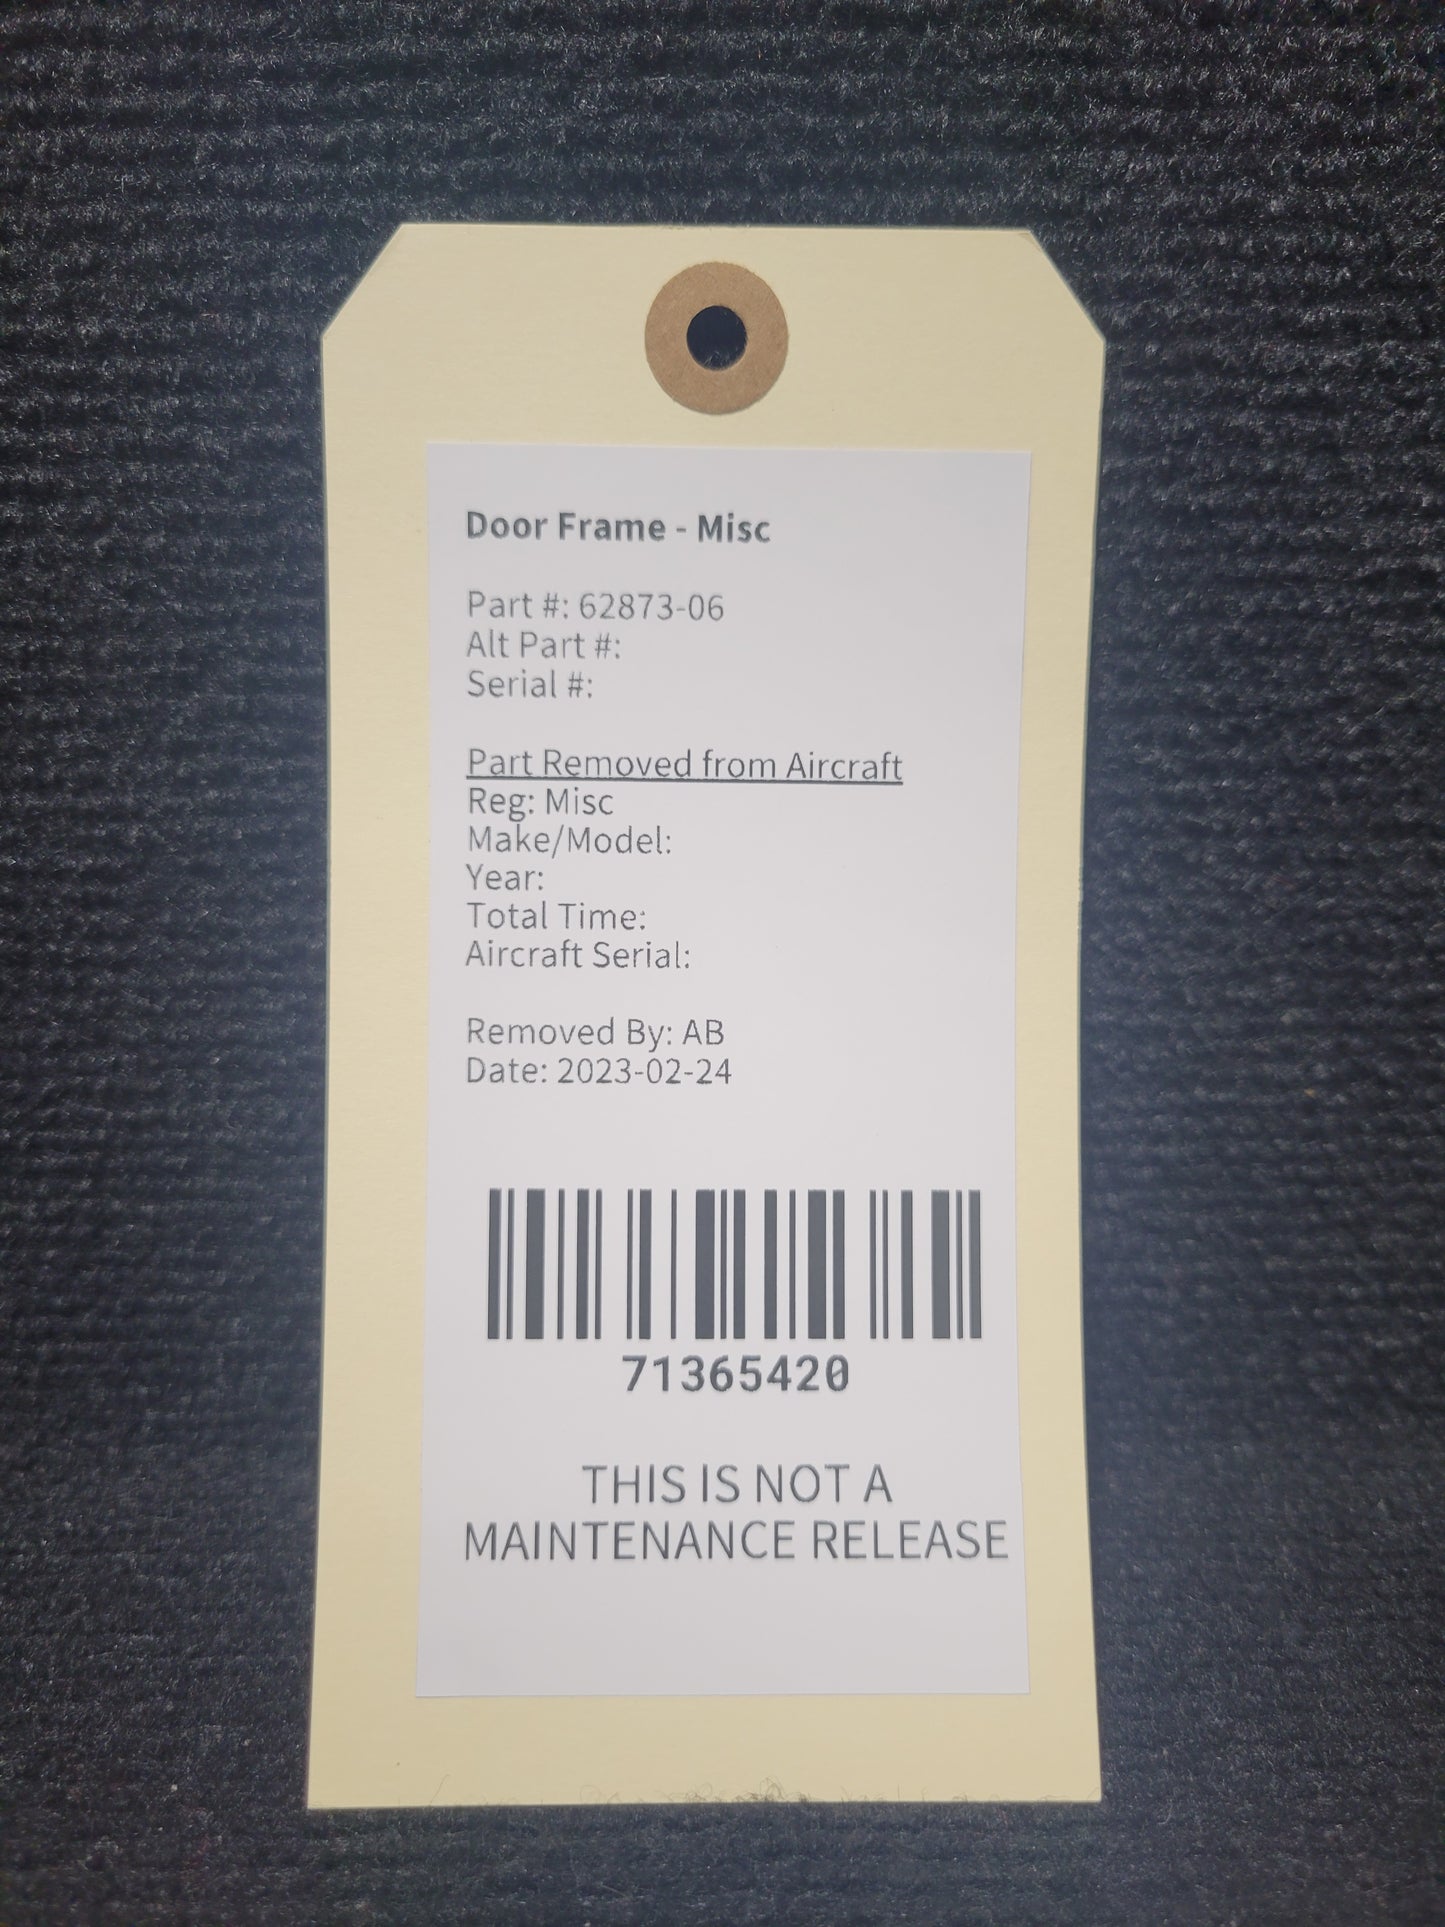 Door Frame - Misc
Part #: 62873-06
Alt Part #:
Serial #:
Part Removed from Aircraft
Reg: Misc
Make/Model:
Year:
Total Time:
Aircraft Serial:
Removed By: AB
Date: 2023-02-24
71365420
THIS IS NOT A
MAINTENANCE RELEASE